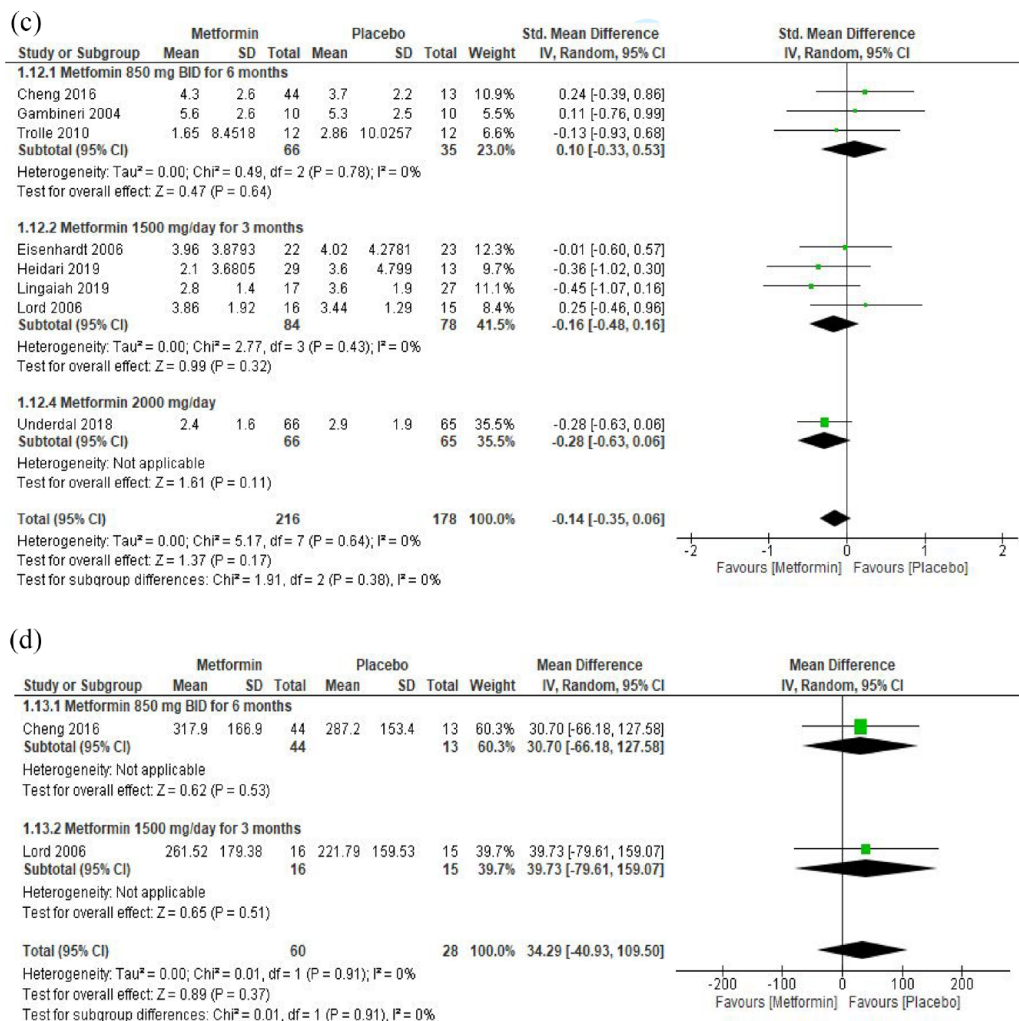 (c)
Metformin Placebo Std. Mean Difference Std. Mean Difference
Study or Subgroup Mean SD Total Mean SD Total Weight IV, Random, 95% CI IV, Random, 95% CI
1.12.1 Metfomin 850 mg BID for 6 months
Cheng 2016 4.3 2.6 44 3.7 2.2 13 10.9% 0.24 [-0.39, 0.86]
Gambineri 2004 5.6 2.6 10 5.3 2.5 10 5.5% 0.11 [-0.76, 0.99]
Trolle 2010 1.65 8.4518 12 2.86 10.0257 12 6.6% -0.13 [-0.93, 0.68]
Subtotal (95% CI) 66 35 23.0% 0.10 [-0.33, 0.53]
Heterogeneity: Tau² = 0.00; Chi² = 0.49, df = 2 (P = 0.78); I² = 0%
Test for overall effect: Z = 0.47 (P = 0.64)
1.12.2 Metformin 1500 mg/day for 3 months
Eisenhardt 2006 3.96 3.8793 22 4.02 4.2781 23 12.3% -0.01 [-0.60, 0.57]
Heidari 2019 2.1 3.6805 29 3.6 4.799 13 9.7% -0.36 [-1.02, 0.30]
Lingaiah 2019 2.8 1.4 17 3.6 1.9 27 11.1% -0.45 [-1.07, 0.16]
Lord 2006 3.86 1.92 16 3.44 1.29 15 8.4% 0.25 [-0.46, 0.96]
Subtotal (95% CI) 84 78 41.5% -0.16 [-0.48, 0.16]
Heterogeneity: Tau² = 0.00; Chi² = 2.77, df = 3 (P = 0.43); I² = 0%
Test for overall effect: Z = 0.99 (P = 0.32)
1.12.4 Metformin 2000 mg/day
Underdal 2018 2.4 1.6 66 2.9 1.9 65 35.5% -0.28 [-0.63, 0.06]
Subtotal (95% CI) 66 65 35.5% -0.28 [-0.63, 0.06]
Heterogeneity: Not applicable
Test for overall effect: Z = 1.61 (P = 0.11)
Total (95% CI) 216 178 100.0% -0.14 [-0.35, 0.06]
Heterogeneity: Tau² = 0.00; Chi² = 5.17, df = 7 (P = 0.64); I² = 0%
Test for overall effect: Z = 1.37 (P = 0.17)
Test for subgroup differences: Chi² = 1.91, df = 2 (P = 0.38), I² = 0%
-2 -1 0 1 2
Favours [Metformin] Favours [Placebo]
(d)
Metformin Placebo Mean Difference Mean Difference
Study or Subgroup Mean SD Total Mean SD Total Weight IV, Random, 95% CI IV, Random, 95% CI
1.13.1 Metformin 850 mg BID for 6 months
Cheng 2016 317.9 166.9 44 287.2 153.4 13 60.3% 30.70 [-66.18, 127.58]
Subtotal (95% CI) 44 13 60.3% 30.70 [-66.18, 127.58]
Heterogeneity: Not applicable
Test for overall effect: Z = 0.62 (P = 0.53)
1.13.2 Metformin 1500 mg/day for 3 months
Lord 2006 261.52 179.38 16 221.79 159.53 15 39.7% 39.73 [-79.61, 159.07]
Subtotal (95% CI) 16 15 39.7% 39.73 [-79.61, 159.07]
Heterogeneity: Not applicable
Test for overall effect: Z = 0.65 (P = 0.51)
Total (95% CI) 60 28 100.0% 34.29 [-40.93, 109.50]
Heterogeneity: Tau² = 0.00; Chi² = 0.01, df = 1 (P = 0.91); I² = 0%
Test for overall effect: Z = 0.89 (P = 0.37)
Test for subgroup differences: Chi² = 0.01, df = 1 (P = 0.91), I² = 0%
-200 -100 0 100 200
Favours [Metformin] Favours [Placebo]